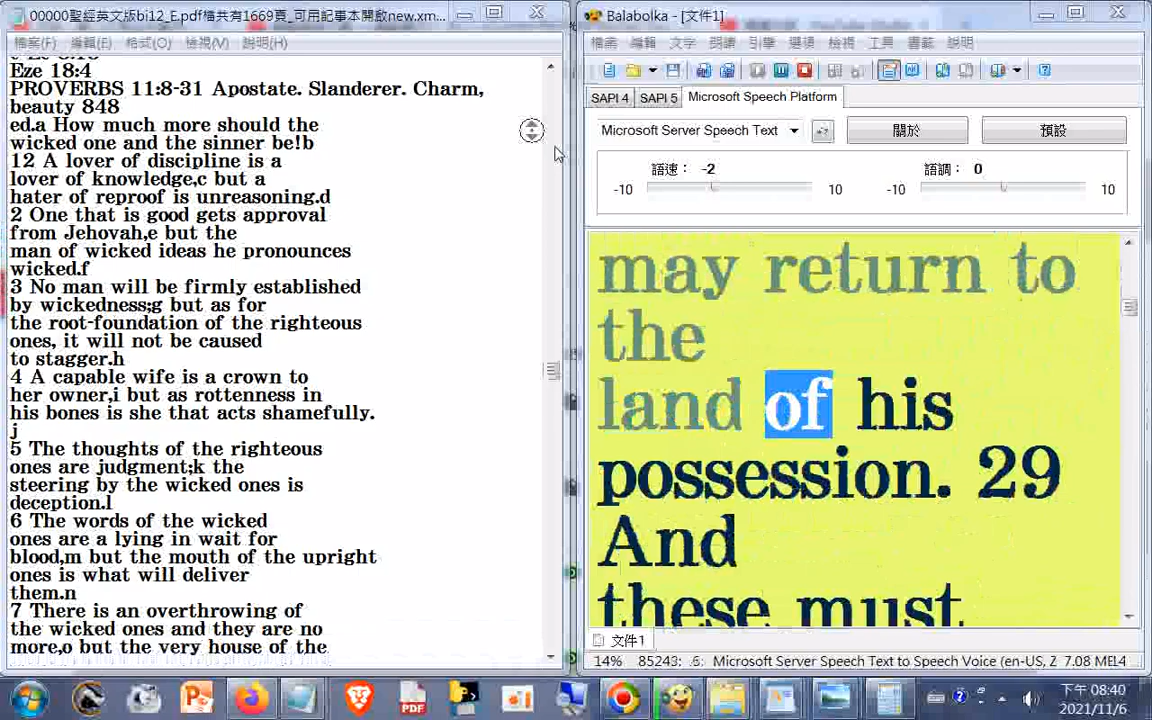 00000聖經英文版bi12_E.pdf檔共有1669頁_可用記事本開啟new.xm...
檔案(F) 編輯(E) 格式(O) 檢視(V) 說明(H)
Eze 18:4
PROVERBS 11:8-31 Apostate. Slanderer. Charm,
beauty 848
ed.a How much more should the
wicked one and the sinner be!b
12 A lover of discipline is a
lover of knowledge,c but a
hater of reproof is unreasoning.d
2 One that is good gets approval
from Jehovah,e but the
man of wicked ideas he pronounces
wicked.f
3 No man will be firmly established
by wickedness;g but as for
the root-foundation of the righteous
ones, it will not be caused
to stagger.h
4 A capable wife is a crown to
her owner,i but as rottenness in
his bones is she that acts shamefully.
j
5 The thoughts of the righteous
ones are judgment;k the
steering by the wicked ones is
deception.l
6 The words of the wicked
ones are a lying in wait for
blood,m but the mouth of the upright
ones is what will deliver
them.n
7 There is an overthrowing of
the wicked ones and they are no
more,o but the very house of the
Balabolka - [文件1]
檔案 編輯 文字 朗讀 引擎 選項 檢視 工具 書籤 說明
SAPI 4 SAPI 5 Microsoft Speech Platform
Microsoft Server Speech Text 關於 預設
語速： -2 語調： 0
-10 10 -10 10
may return to
the
land of his
possession. 29
And
these must
文件1
14% 85243: Microsoft Server Speech Text to Speech Voice (en-US, Z 7.08
PDF
下午 08:40
2021/11/6